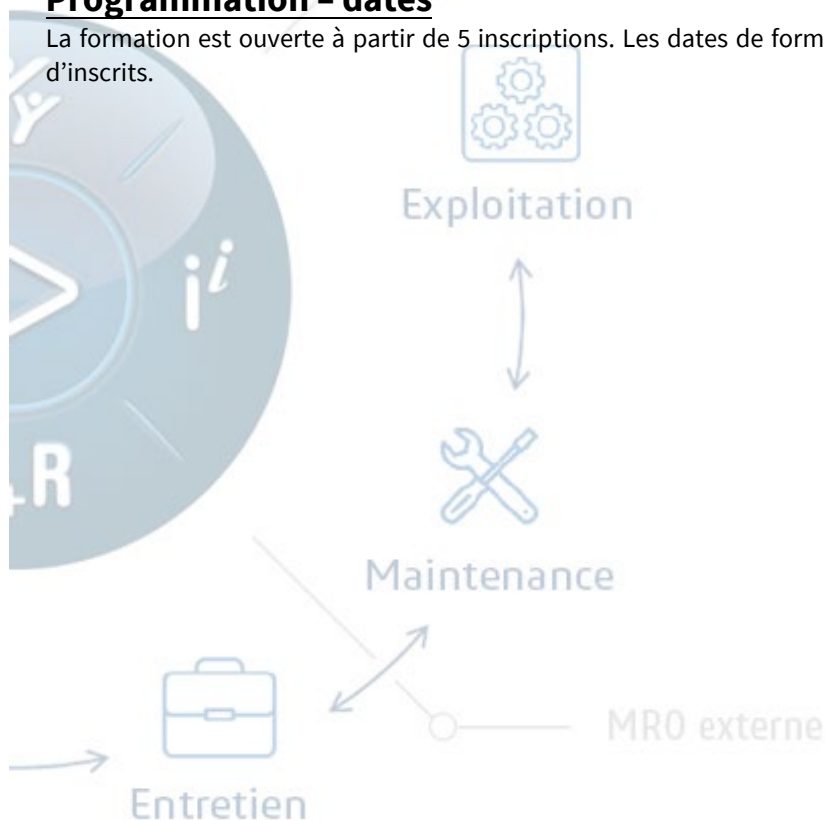 Programmation – dates
La formation est ouverte à partir de 5 inscriptions. Les dates de form
d’inscrits.
Exploitation
i i
R
Maintenance
MRO externe
Entretien